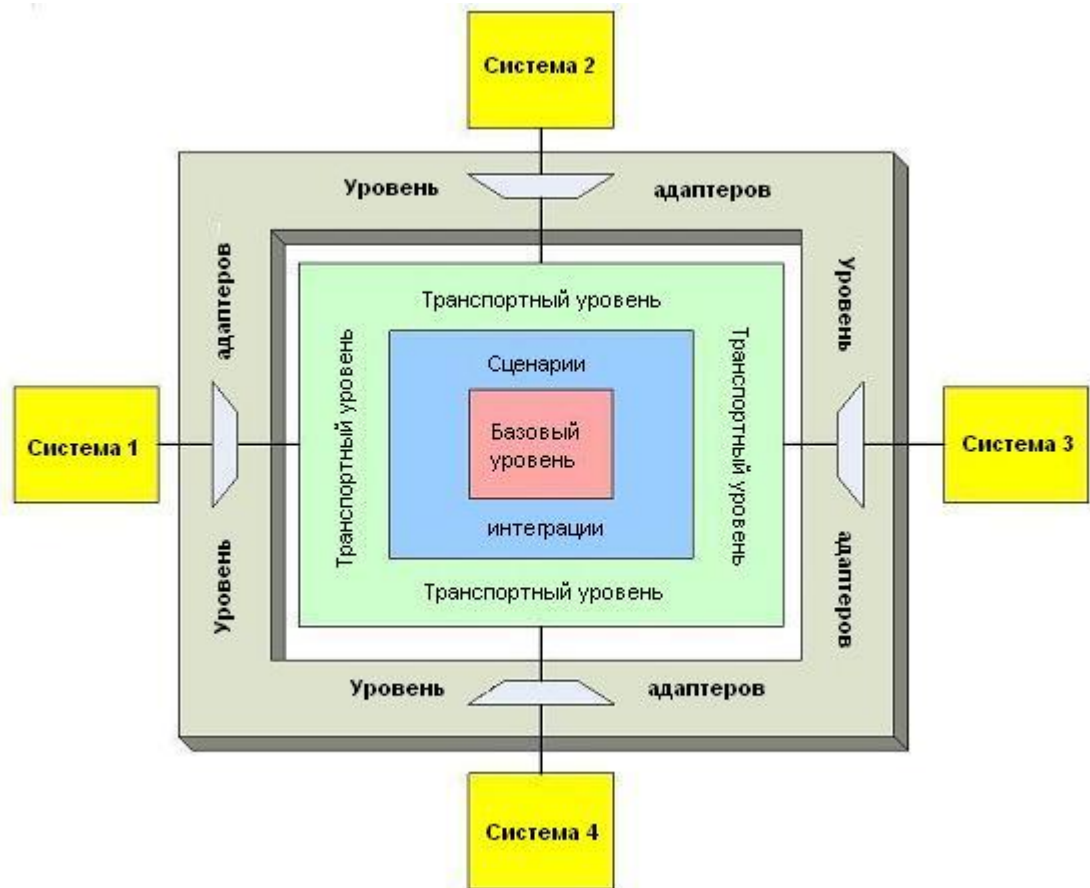 Система 2
Уровень адаптеров
адаптеров
Уровень
Транспортный уровень
Транспортный уровень
Транспортный уровень
Сценарии
Базовый
уровень
интеграции
Система 1
Система 3
Уровень
адаптеров
Транспортный уровень
Уровень адаптеров
Система 4